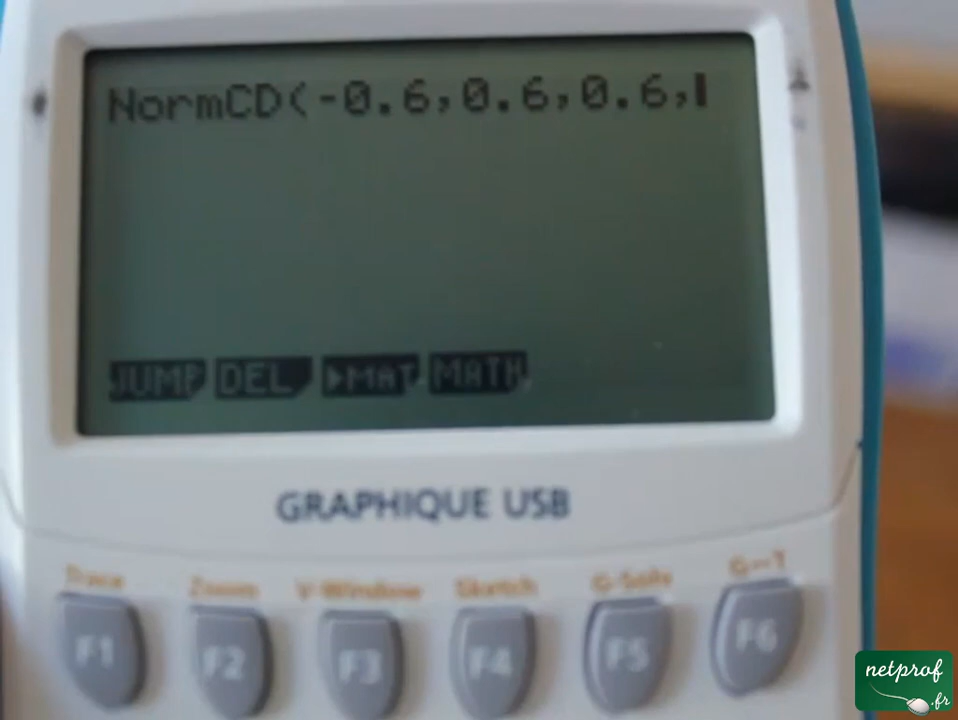 NormCD(-0.6,0.6,0.6,
JUMP DEL ▶MAT MATH
GRAPHIQUE USB
Trace Zoom V-Window Sketch G-Solv G↔T
F1 F2 F3 F4 F5 F6
netprof
.fr